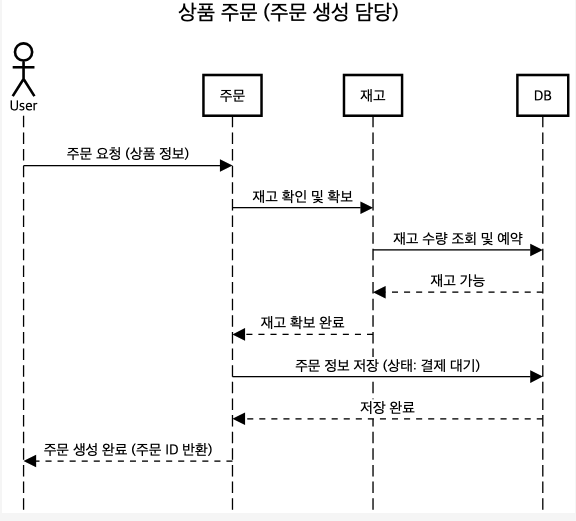 상품 주문 (주문 생성 담당)
User
주문
재고
DB
주문 요청 (상품 정보)
재고 확인 및 확보
재고 수량 조회 및 예약
재고 가능
재고 확보 완료
주문 정보 저장 (상태: 결제 대기)
저장 완료
주문 생성 완료 (주문 ID 반환)